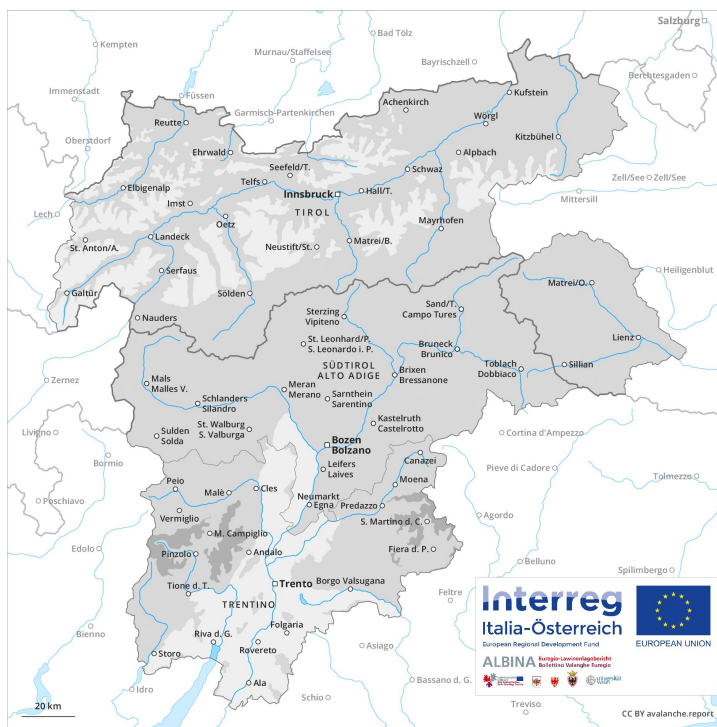 Salzburg
Kempten
Bad Tölz
Murnau/Staffelsee
Bayrischzell
Berchtesgaden
Immenstadt
Füssen
Kufstein
Achenkirch
Garmisch-Partenkirchen
Reutte
Wörgl
Oberstdorf
Kitzbühel
Ehrwald
Alpbach
Seefeld/T.
Schwaz
Telfs
Zell/See
Zell/See
Elbigenalp
Innsbruck
Hall/T.
Mittersill
Imst
TIROL
Lech
Oetz
Mayrhofen
Landeck
Matrei/B.
St. Anton/A.
Neustift/St.
Serfaus
Heiligenblut
Matrei/O.
Galtür
Sölden
Sand/T.
Campo Tures
Sterzing
Vipiteno
Nauders
St. Leonhard/P.
S. Leonardo i. P.
Lienz
Bruneck
Brunico
SÜDTIROL
ALTO ADIGE
Toblach
Dobbiaco
Sillian
Brixen
Bressanone
Zernez
Mals
Malles V.
Meran
Merano
Sarnthein
Sarentino
Schlanders
Silandro
St. Walburg
S. Valburga
Kastelruth
Castelrotto
Livigno
Sulden
Solda
Cortina d'Ampezzo
Bozen
Bolzano
Bormio
Canazei
Leifers
Laives
Pieve di Cadore
Tolmezzo
Peio
Moena
Cles
Malè
Poschiavo
Neumarkt
Egna
Predazzo
Vermiglio
Agordo
S. Martino d. C.
M. Campiglio
Edolo
Pinzolo
Andalo
Fiera d. P.
Belluno
Spilimbergo
Trento
Borgo Valsugana
Tione d. T.
Feltre
TRENTINO
Interreg
Folgaria
Italia-Österreich
Bienno
Riva d. G.
EUROPEAN UNION
European Regional Development Fund
Rovereto
Asiago
Storo
ALBINA
Euregio-Lawinenlagebericht
Bollettino Valanghe Euregio
Bassano d. G.
Ala
Idro
Schio
20 km
Treviso
CC BY avalanche.report